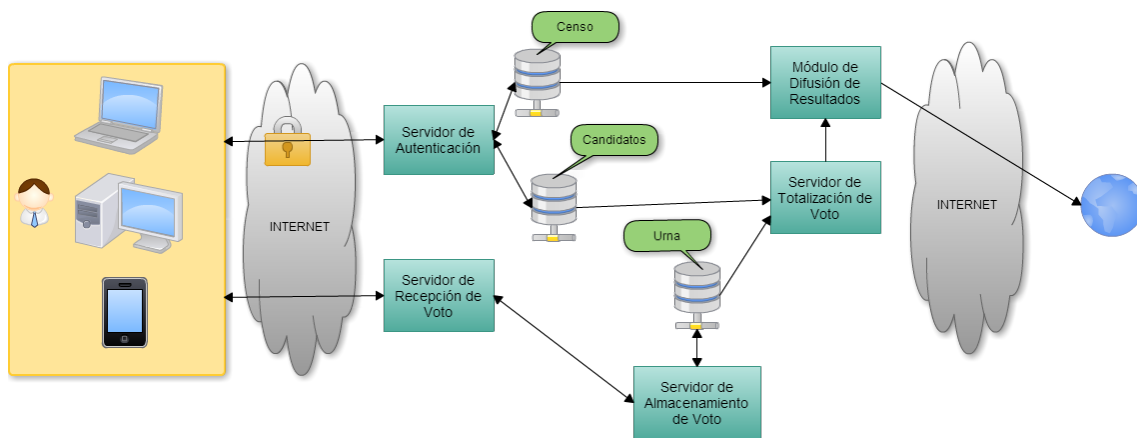 Censo
Módulo de
Difusión de
Resultados
Servidor de
Autenticación
Candidatos
Servidor de
Totalización de
Voto
INTERNET
INTERNET
Urna
Servidor de
Recepción de
Voto
Servidor de
Almacenamiento
de Voto